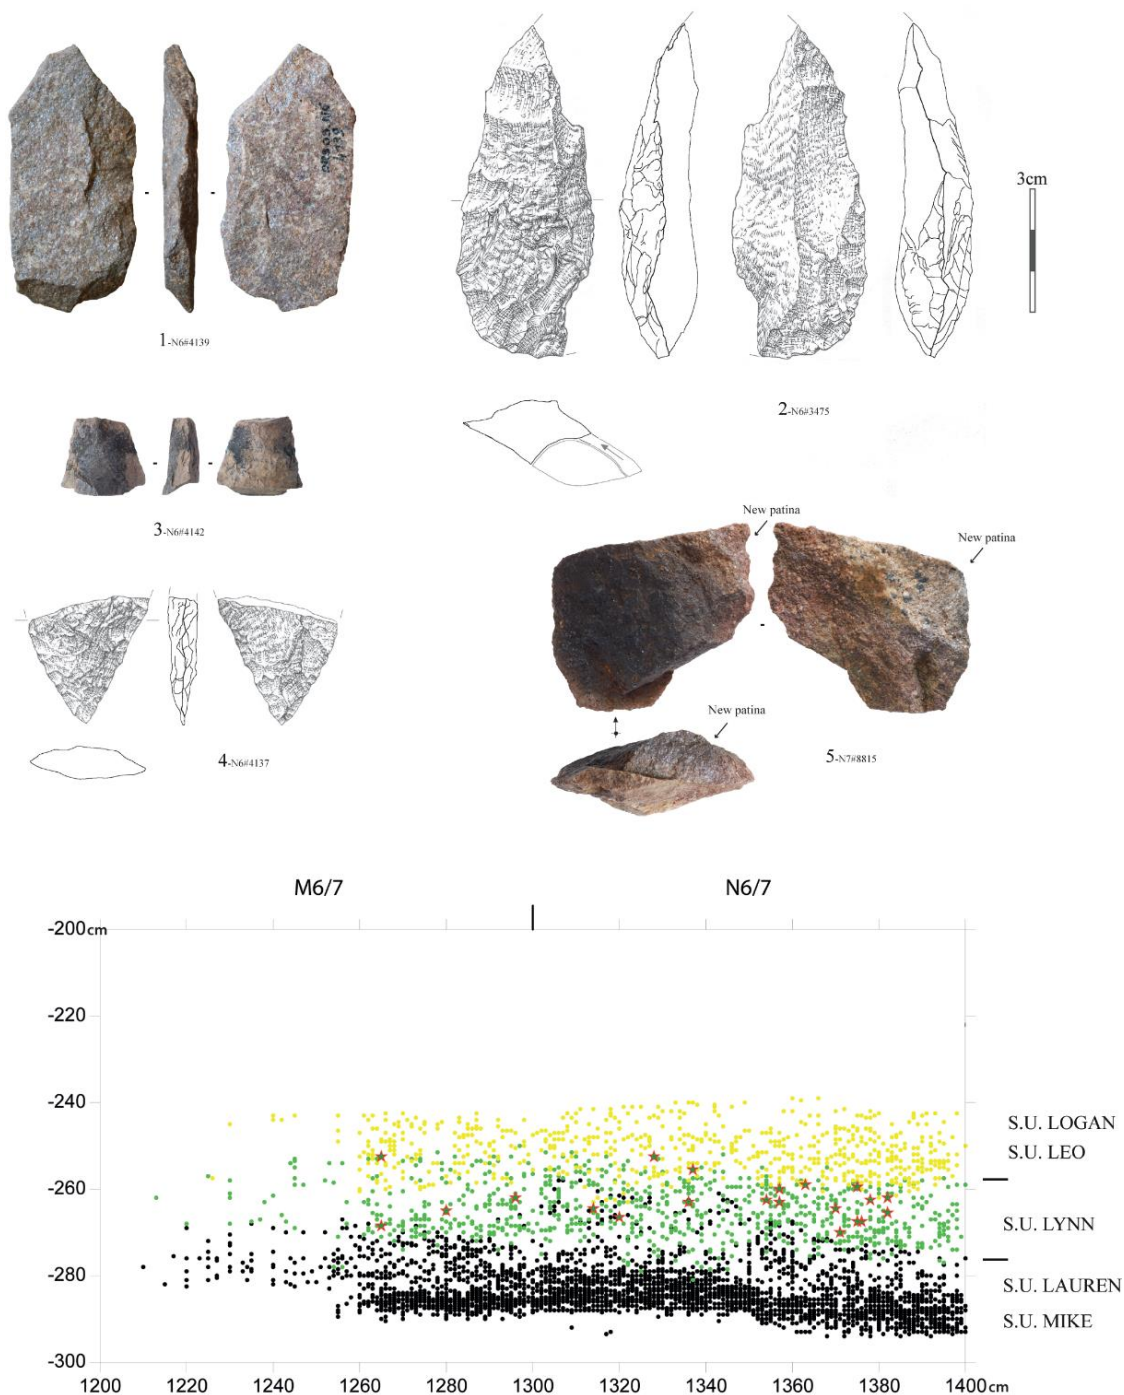 3cm
1-N6#4139
2-N6#3475
3-N6#4142
New patina
New patina
New patina
4-N6#4137
5-N7#8815
M6/7
N6/7
-200cm
-220
-240
-260
-280
-300
S.U. LOGAN
S.U. LEO
S.U. LYNN
S.U. LAUREN
S.U. MIKE
1200 1220 1240 1260 1280 1300 1320 1340 1360 1380 1400cm